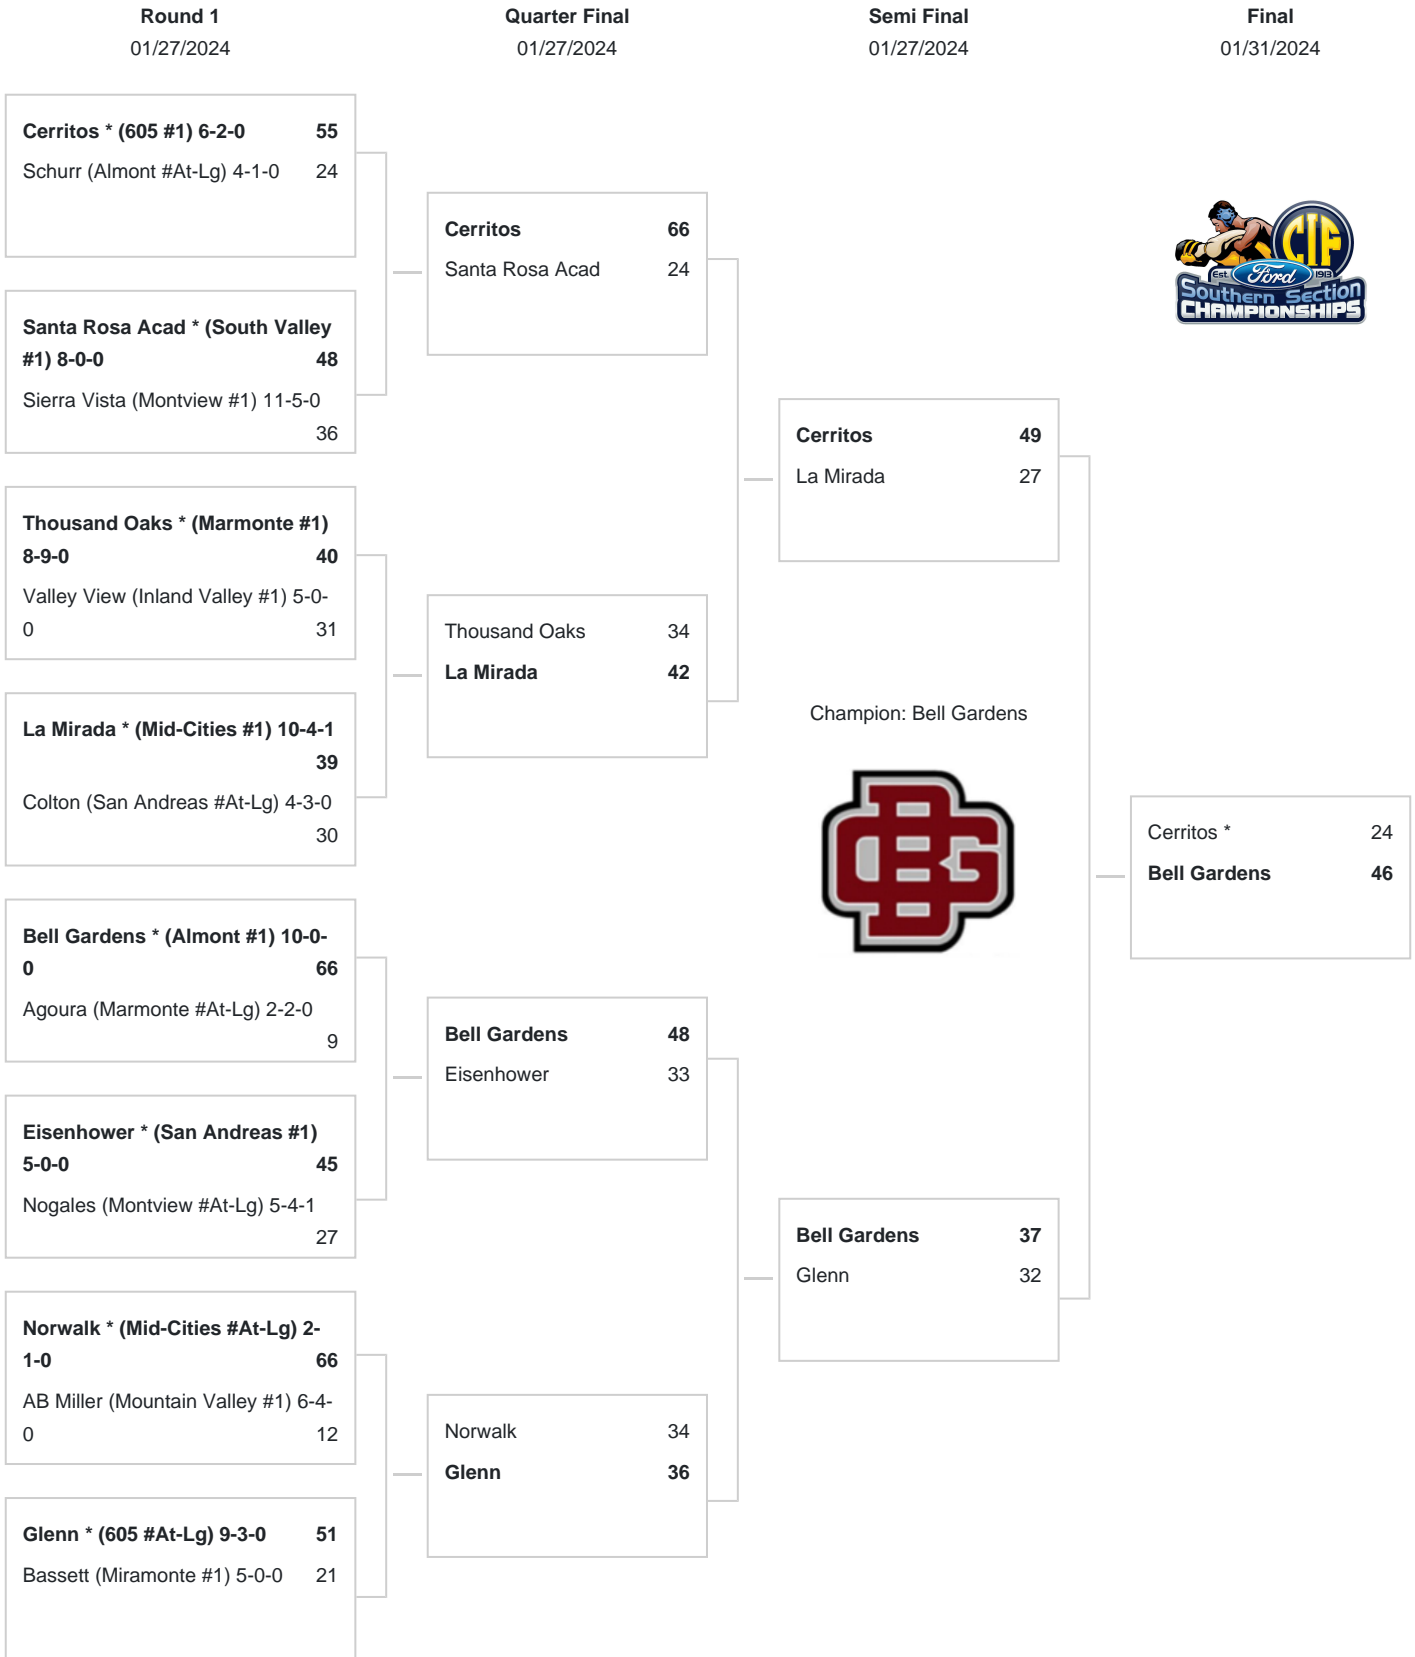 Round 1
01/27/2024
Quarter Final
01/27/2024
Semi Final
01/27/2024
Final
01/31/2024
Cerritos * (605 #1) 6-2-0 55
Schurr (Almont #At-Lg) 4-1-0 24
Santa Rosa Acad * (South Valley
#1) 8-0-0 48
Sierra Vista (Montview #1) 11-5-0
36
Thousand Oaks * (Marmonte #1)
8-9-0 40
Valley View (Inland Valley #1) 5-0-
0 31
La Mirada * (Mid-Cities #1) 10-4-1
39
Colton (San Andreas #At-Lg) 4-3-0
30
Bell Gardens * (Almont #1) 10-0-
0 66
Agoura (Marmonte #At-Lg) 2-2-0
9
Eisenhower * (San Andreas #1)
5-0-0 45
Nogales (Montview #At-Lg) 5-4-1
27
Norwalk * (Mid-Cities #At-Lg) 2-
1-0 66
AB Miller (Mountain Valley #1) 6-4-
0 12
Glenn * (605 #At-Lg) 9-3-0 51
Bassett (Miramonte #1) 5-0-0 21
Cerritos 66
Santa Rosa Acad 24
Thousand Oaks 34
La Mirada 42
Bell Gardens 48
Eisenhower 33
Norwalk 34
Glenn 36
Cerritos 49
La Mirada 27
Champion: Bell Gardens
BG
Bell Gardens 37
Glenn 32
CIF
Est. Ford 1913
Southern Section
CHAMPIONSHIPS
Cerritos * 24
Bell Gardens 46